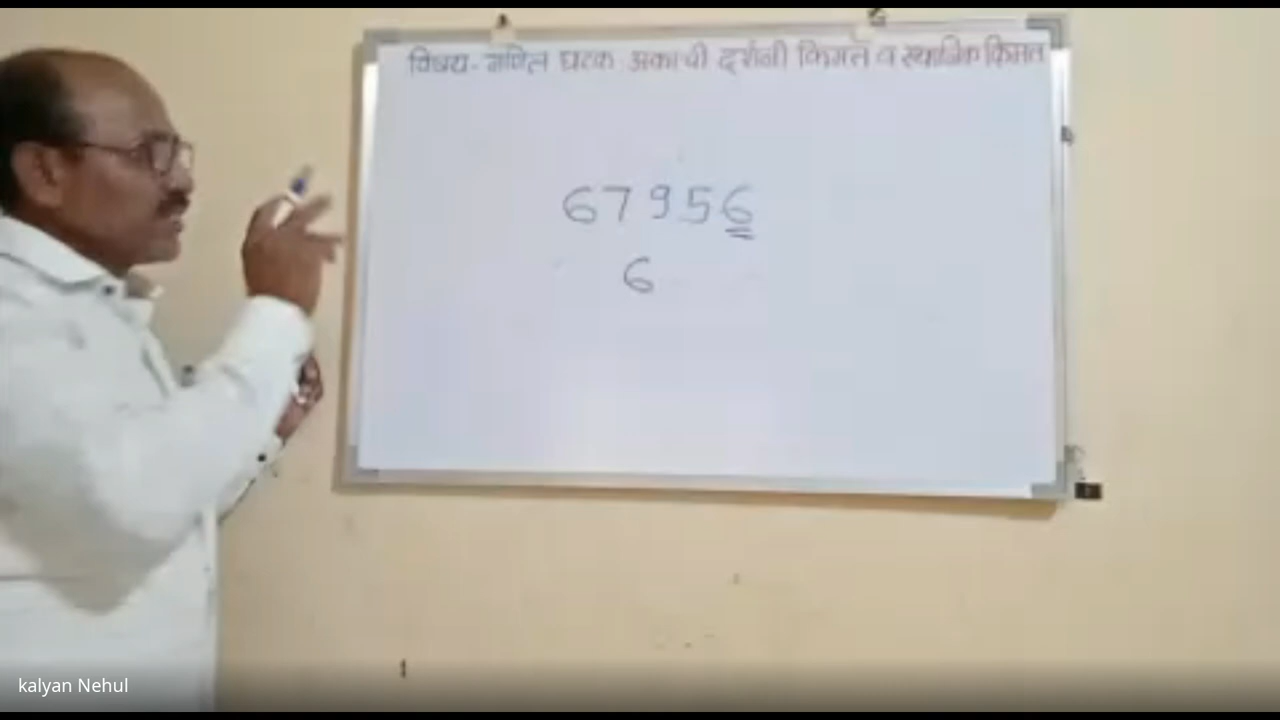 विषय - गणित घटक अंकाची दर्शनी किंमत व स्थानिक किंमत
67956
6
kalyan Nehul